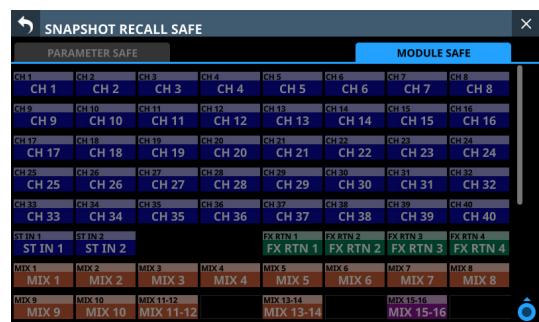 SNAPSHOT RECALL SAFE
PARAMETER SAFE MODULE SAFE
CH 1 CH 2 CH 3 CH 4 CH 5 CH 6 CH 7 CH 8
CH 1 CH 2 CH 3 CH 4 CH 5 CH 6 CH 7 CH 8
CH 9 CH 10 CH 11 CH 12 CH 13 CH 14 CH 15 CH 16
CH 9 CH 10 CH 11 CH 12 CH 13 CH 14 CH 15 CH 16
CH 17 CH 18 CH 19 CH 20 CH 21 CH 22 CH 23 CH 24
CH 17 CH 18 CH 19 CH 20 CH 21 CH 22 CH 23 CH 24
CH 25 CH 26 CH 27 CH 28 CH 29 CH 30 CH 31 CH 32
CH 25 CH 26 CH 27 CH 28 CH 29 CH 30 CH 31 CH 32
CH 33 CH 34 CH 35 CH 36 CH 37 CH 38 CH 39 CH 40
CH 33 CH 34 CH 35 CH 36 CH 37 CH 38 CH 39 CH 40
ST IN 1 ST IN 2 FX RTN 1 FX RTN 2 FX RTN 3 FX RTN 4
ST IN 1 ST IN 2 FX RTN 1 FX RTN 2 FX RTN 3 FX RTN 4
MIX 1 MIX 2 MIX 3 MIX 4 MIX 5 MIX 6 MIX 7 MIX 8
MIX 1 MIX 2 MIX 3 MIX 4 MIX 5 MIX 6 MIX 7 MIX 8
MIX 9 MIX 10 MIX 11-12 MIX 13-14 MIX 15-16
MIX 9 MIX 10 MIX 11-12 MIX 13-14 MIX 15-16